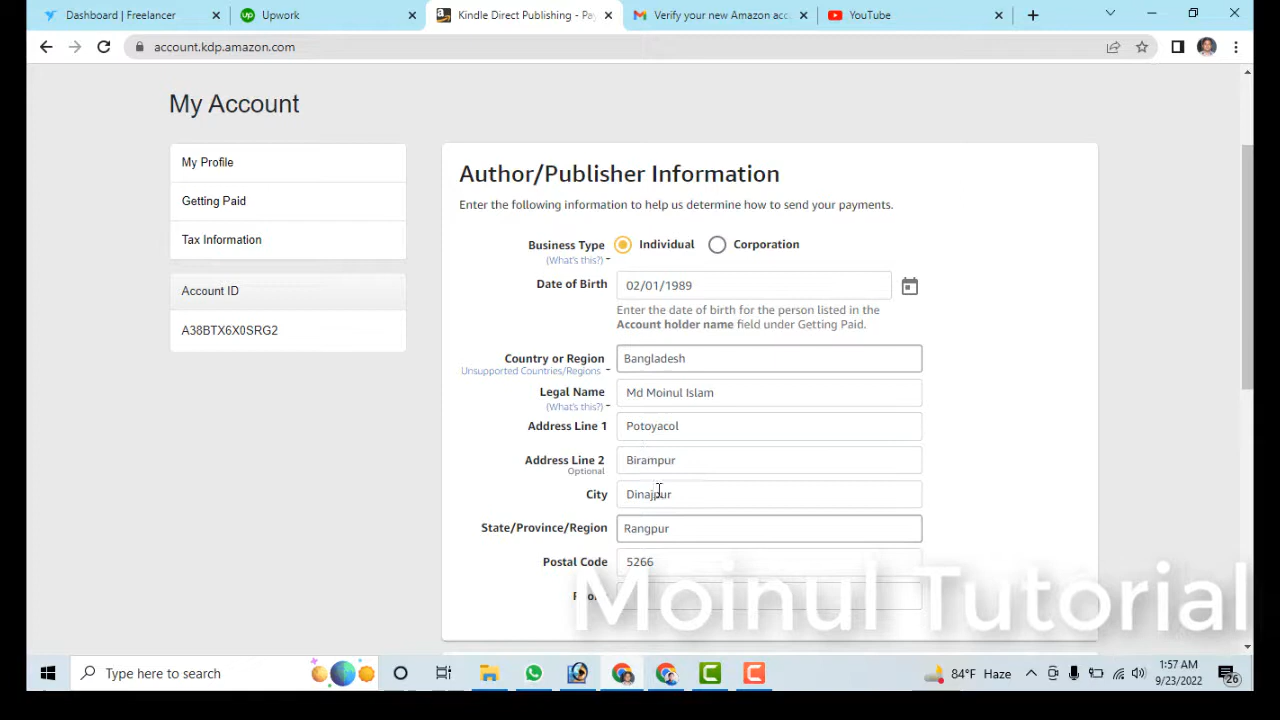 Dashboard | Freelancer
Upwork
Kindle Direct Publishing - Pay
Verify your new Amazon acc
YouTube
account.kdp.amazon.com
My Account
My Profile
Getting Paid
Tax Information
Account ID
A38BTX6X0SRG2
Author/Publisher Information
Enter the following information to help us determine how to send your payments.
Business Type Individual Corporation
(What's this?)
Date of Birth 02/01/1989
Enter the date of birth for the person listed in the
Account holder name field under Getting Paid.
Country or Region Bangladesh
Unsupported Countries/Regions
Legal Name Md Moinul Islam
(What's this?)
Address Line 1 Potoyacol
Address Line 2 Birampur
Optional
City Dinajpur
State/Province/Region Rangpur
Postal Code 5266
Moinul Tutorial
Type here to search
84°F Haze
1:57 AM
9/23/2022
26